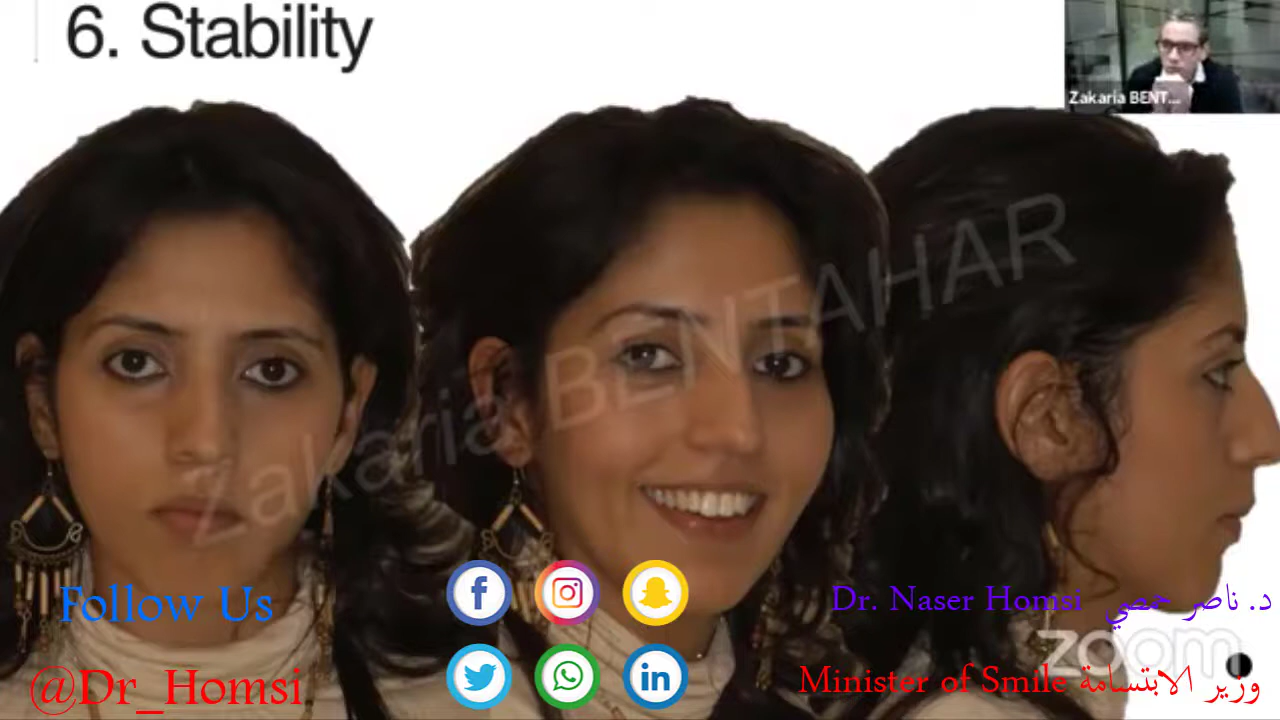 6. Stability
Zakaria BENT...
Zakaria BENTAHAR
Follow Us
Dr. Naser Homsi د. ناصر حمصي
zoom
@Dr_Homsi
Minister of Smile وزير الابتسامة